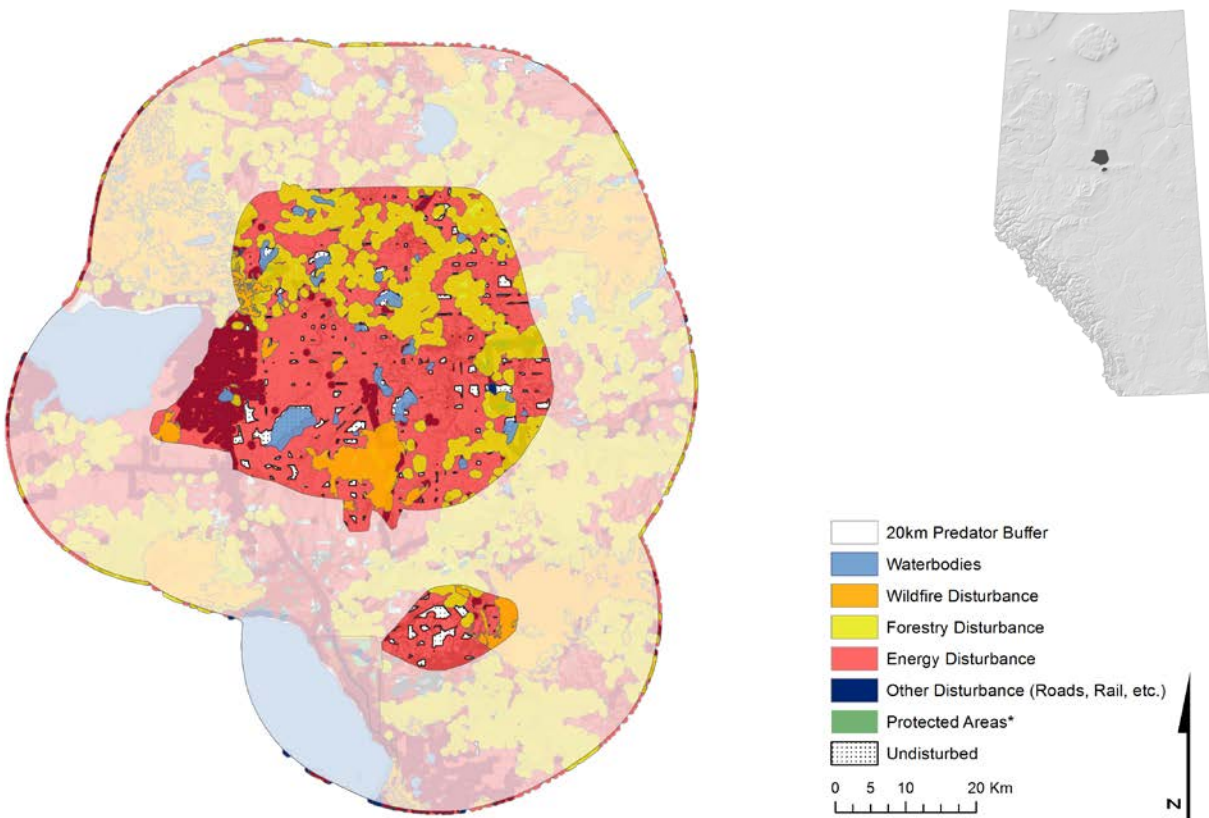 20km Predator Buffer
Waterbodies
Wildfire Disturbance
Forestry Disturbance
Energy Disturbance
Other Disturbance (Roads, Rail, etc.)
Protected Areas*
Undisturbed
0 5 10 20 Km
N